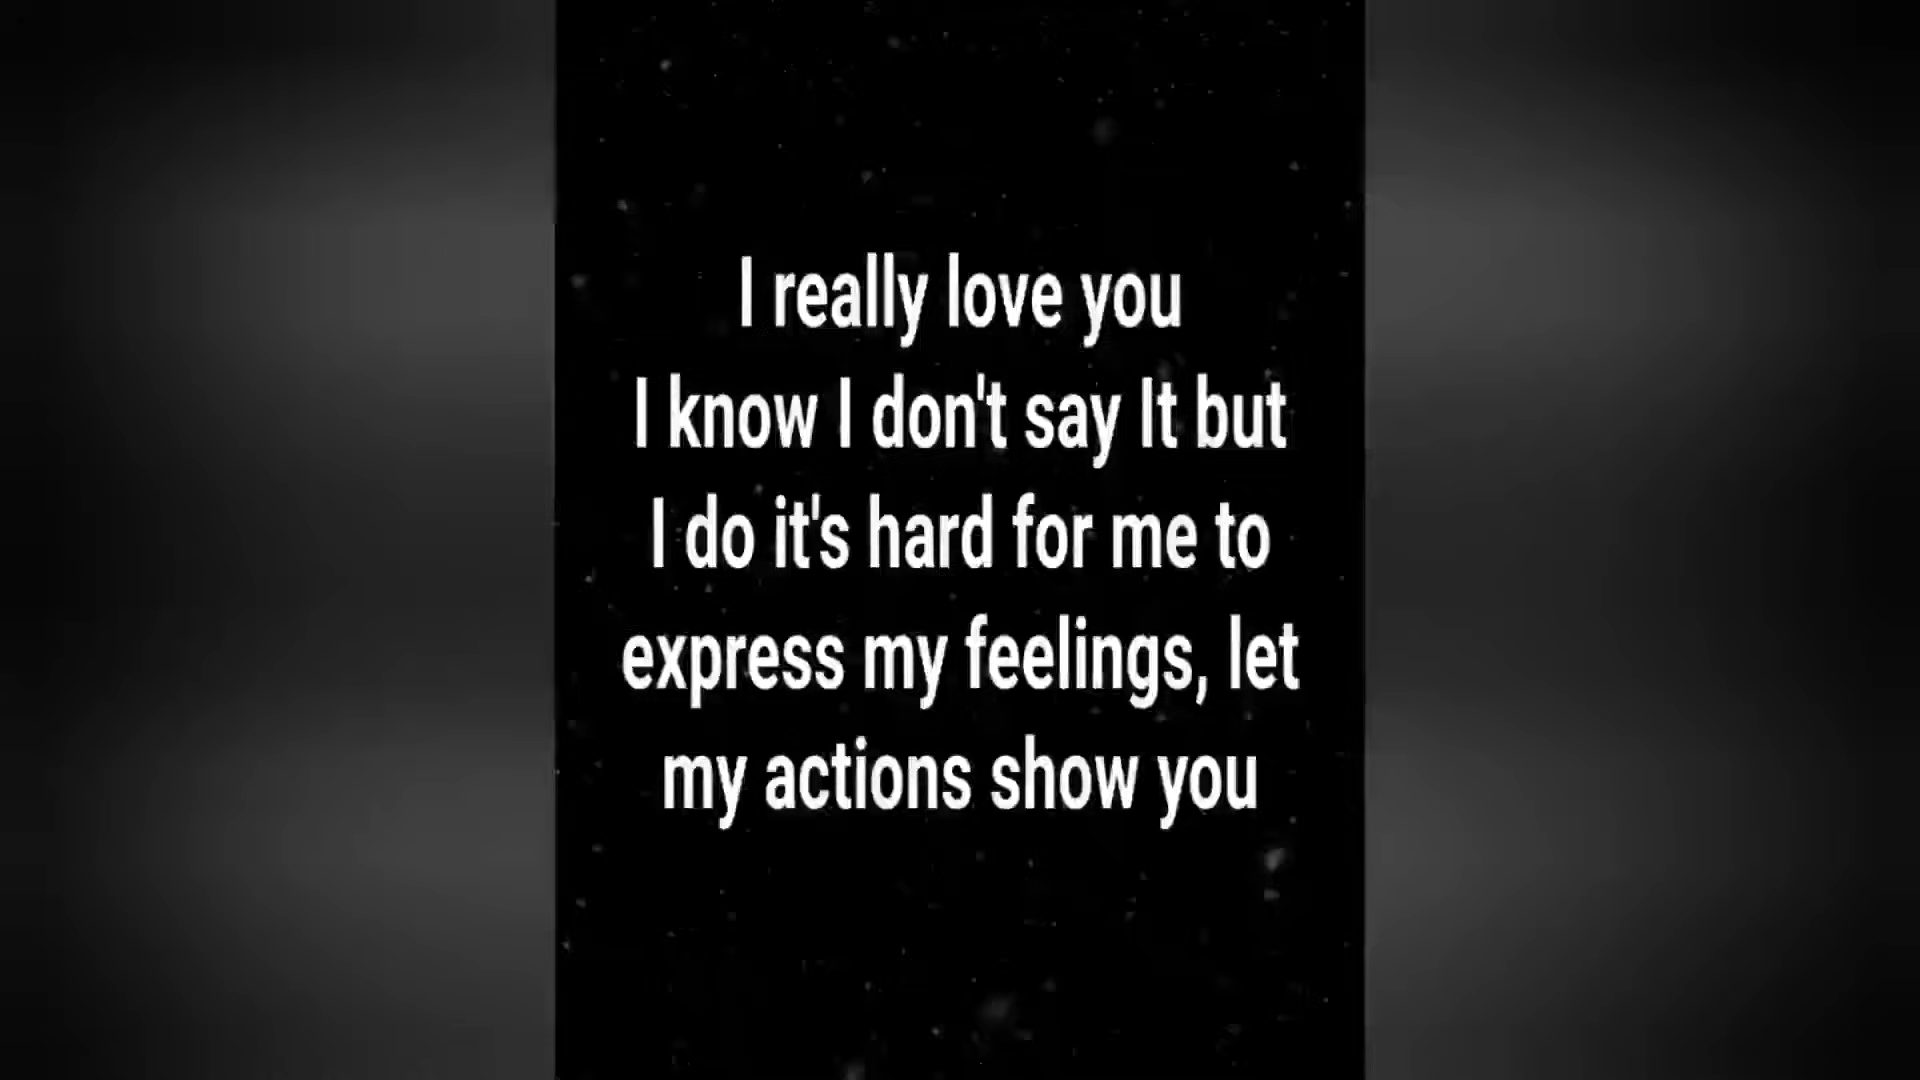 I really love you
I know I don't say It but
I do it's hard for me to
express my feelings, let
my actions show you